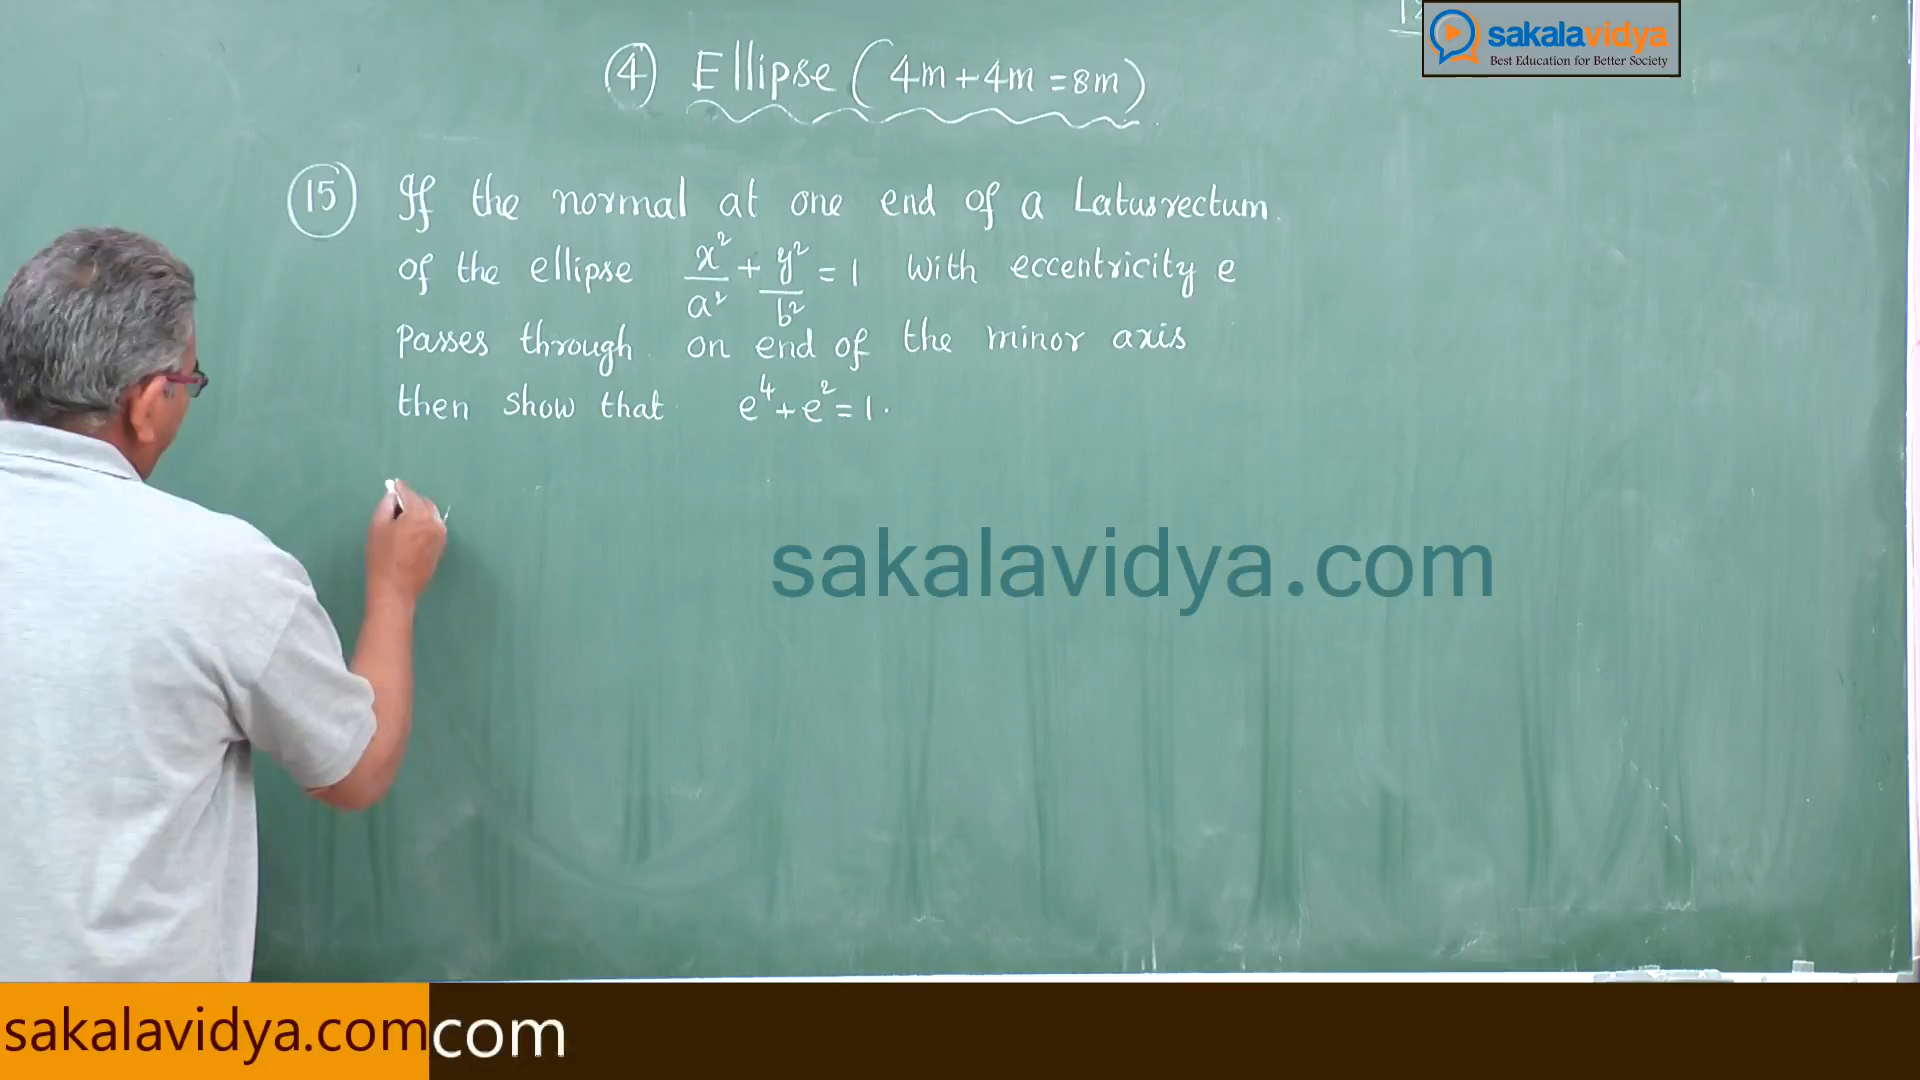 sakalavidya
Best Education for Better Society
④ Ellipse (4m+4m=8m)
⑮ If the normal at one end of a Latusrectum.
of the ellipse x²/a² + y²/b² = 1 with eccentricity e
Passes through. on end of the minor axis
then show that e⁴+e²=1.
sakalavidya.com
sakalavidya.com
com